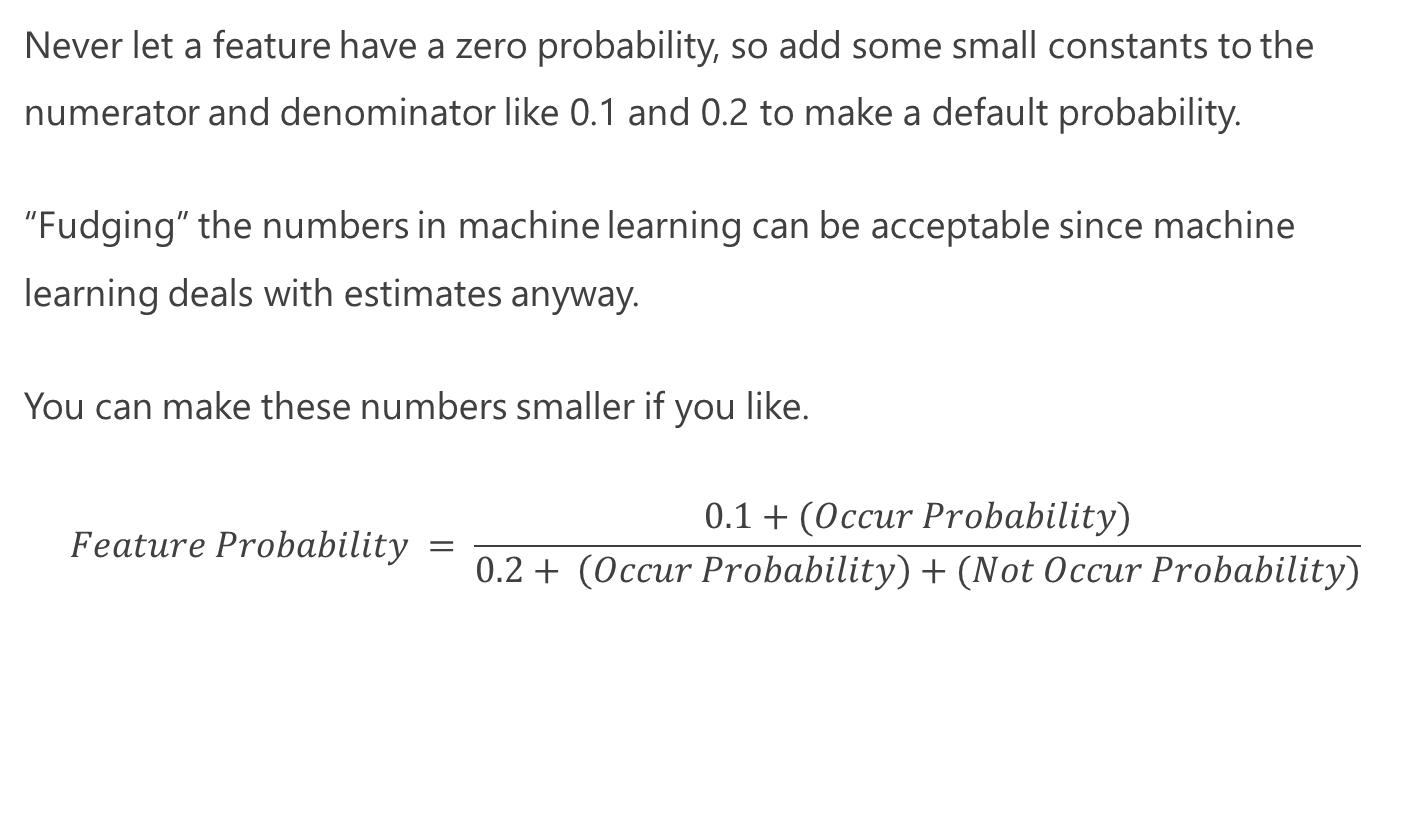 Never let a feature have a zero probability, so add some small constants to the
numerator and denominator like 0.1 and 0.2 to make a default probability.
“Fudging” the numbers in machine learning can be acceptable since machine
learning deals with estimates anyway.
You can make these numbers smaller if you like.
0.1 + (Occur Probability)
Feature Probability =
0.2 + (Occur Probability) + (Not Occur Probability)